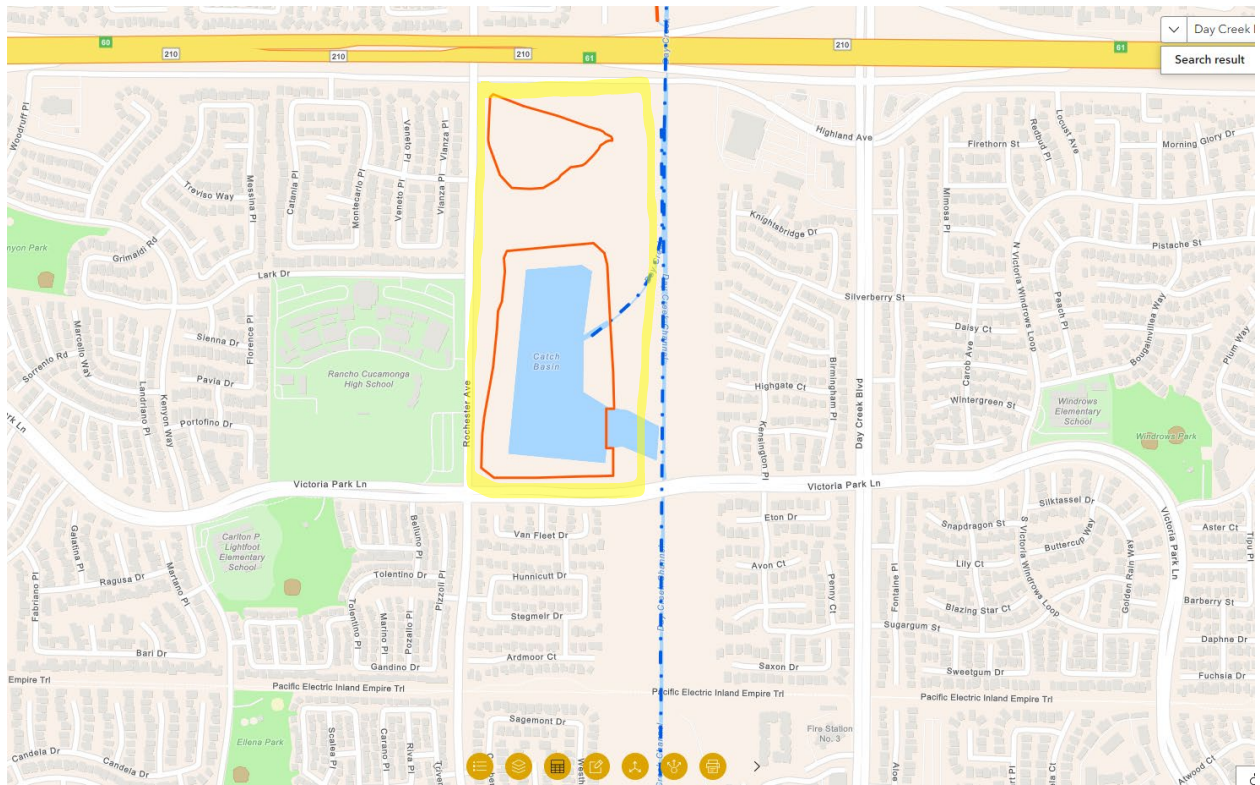 60
210
210
61
210
61
Day Creek
Search result
Woodruff Pl
Treviso Way
Messina Pl
Catania Pl
Montecarlo Pl
Veneto Pl
Veneto Pl
Vianza Pl
Vianza Pl
Highland Ave
Firethorn St
Redbud Pl
Locust Ave
Morning Glory Dr
Mimosa Pl
Knightsbridge Dr
N Victoria Windrows Loop
Pistache St
Grimaldi Rd
Lark Dr
Silverberry St
Peach Pl
Bougainvillea Way
Plum Way
Marcello Way
Sienna Dr
Florence Pl
Daisy Ct
Carob Ave
Sorrento Rd
Landriano Pl
Kenyon Way
Pavia Dr
Rancho Cucamonga
High School
Catch
Basin
Rochester Ave
Highgate Ct
Birmingham Pl
Day Creek Blvd
Wintergreen St
Windrows
Elementary
School
Windrows Park
Portofino Dr
Kensington Pl
Victoria Park Ln
Victoria Park Ln
Silktassel Dr
Galatina Pl
Carlton P.
Lightfoot
Elementary
School
Belluno Pl
Van Fleet Dr
Eton Dr
Snapdragon St
S Victoria Windrows Loop
Buttercup Way
Victoria Park Ln
Aster Ct
Tipu Pl
Fabriano Pl
Ragusa Dr
Martano Pl
Tolentino Dr
Pizzoli Pl
Hunnicutt Dr
Avon Ct
Penny Ct
Fontaine Pl
Lily Ct
Golden Rain Way
Barberry St
Tolentino Pl
Marino Pl
Pozallo Pl
Stegmeir Dr
Blazing Star Ct
Sugargum St
Daphne Dr
Bari Dr
Gandino Dr
Ardmoor Ct
Saxon Dr
Sweetgum Dr
Fuchsia Dr
Empire Trl
Pacific Electric Inland Empire Trl
Pacific Electric Inland Empire Trl
Pacific Electric Inland Empire Trl
Ellena Park
Scalea Pl
Carano Pl
Riva Pl
Sagemont Dr
Fire Station
No. 3
Candela Dr
Candela Dr
Atwood Ct